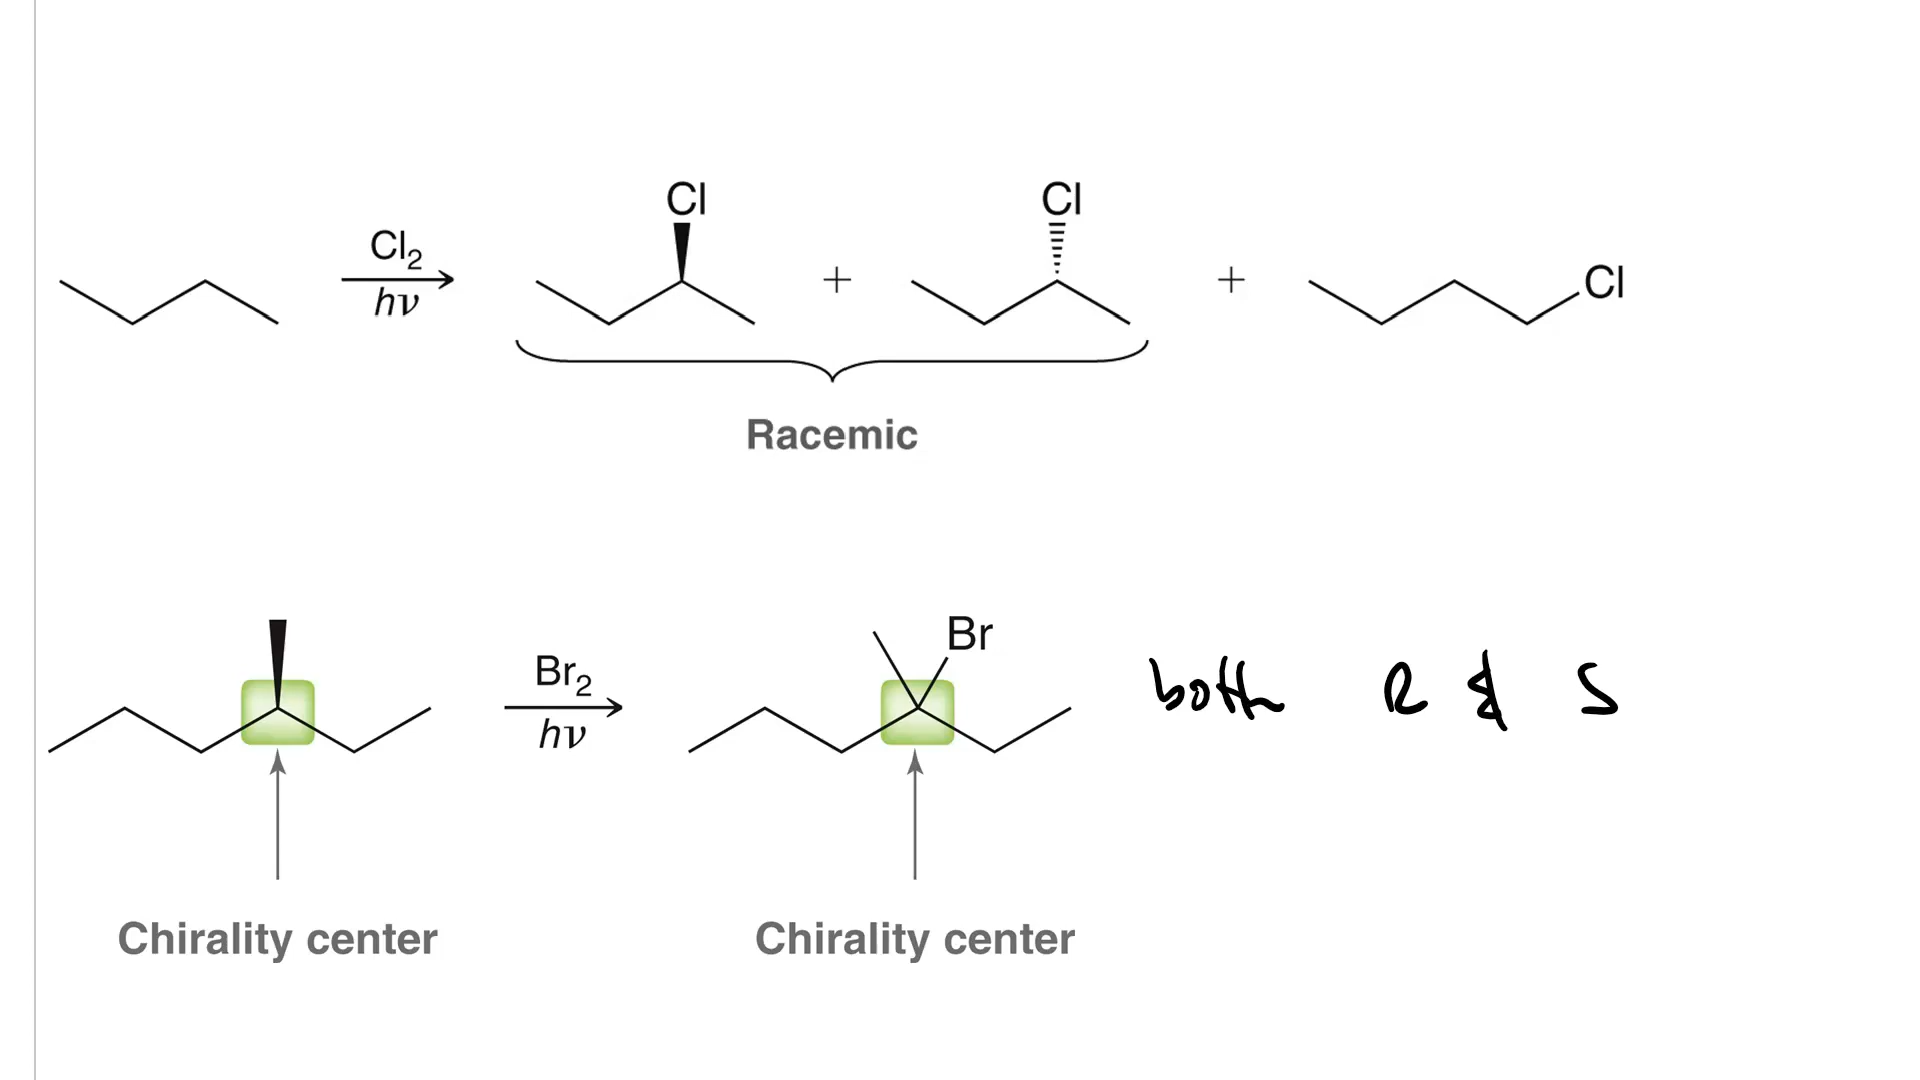 Cl Cl
Cl₂ + + Cl
hν
Racemic
Br
Br₂ both R & S
hν
Chirality center Chirality center